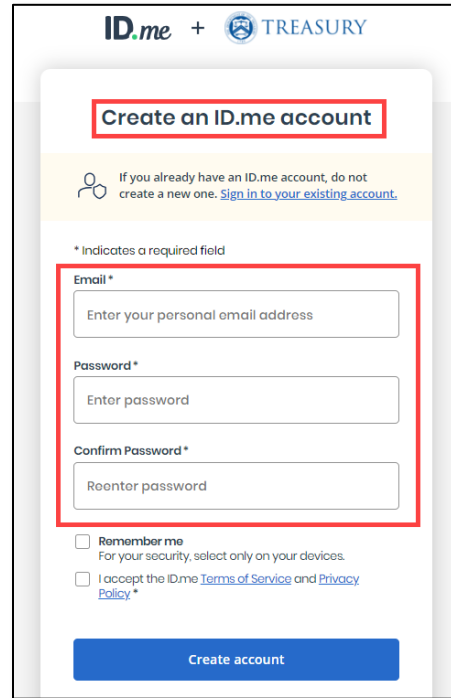 ID.me + TREASURY
Create an ID.me account
If you already have an ID.me account, do not
create a new one. Sign in to your existing account.
* Indicates a required field
Email *
Enter your personal email address
Password *
Enter password
Confirm Password *
Reenter password
Remember me
For your security, select only on your devices.
I accept the ID.me Terms of Service and Privacy
Policy *
Create account